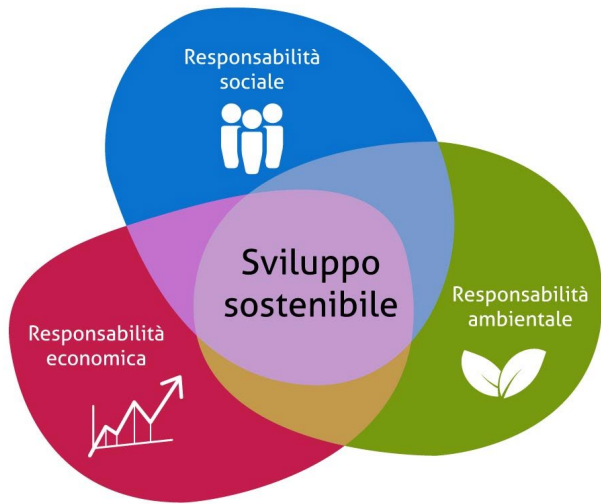 Responsabilità
sociale
Sviluppo
sostenibile
Responsabilità
ambientale
Responsabilità
economica